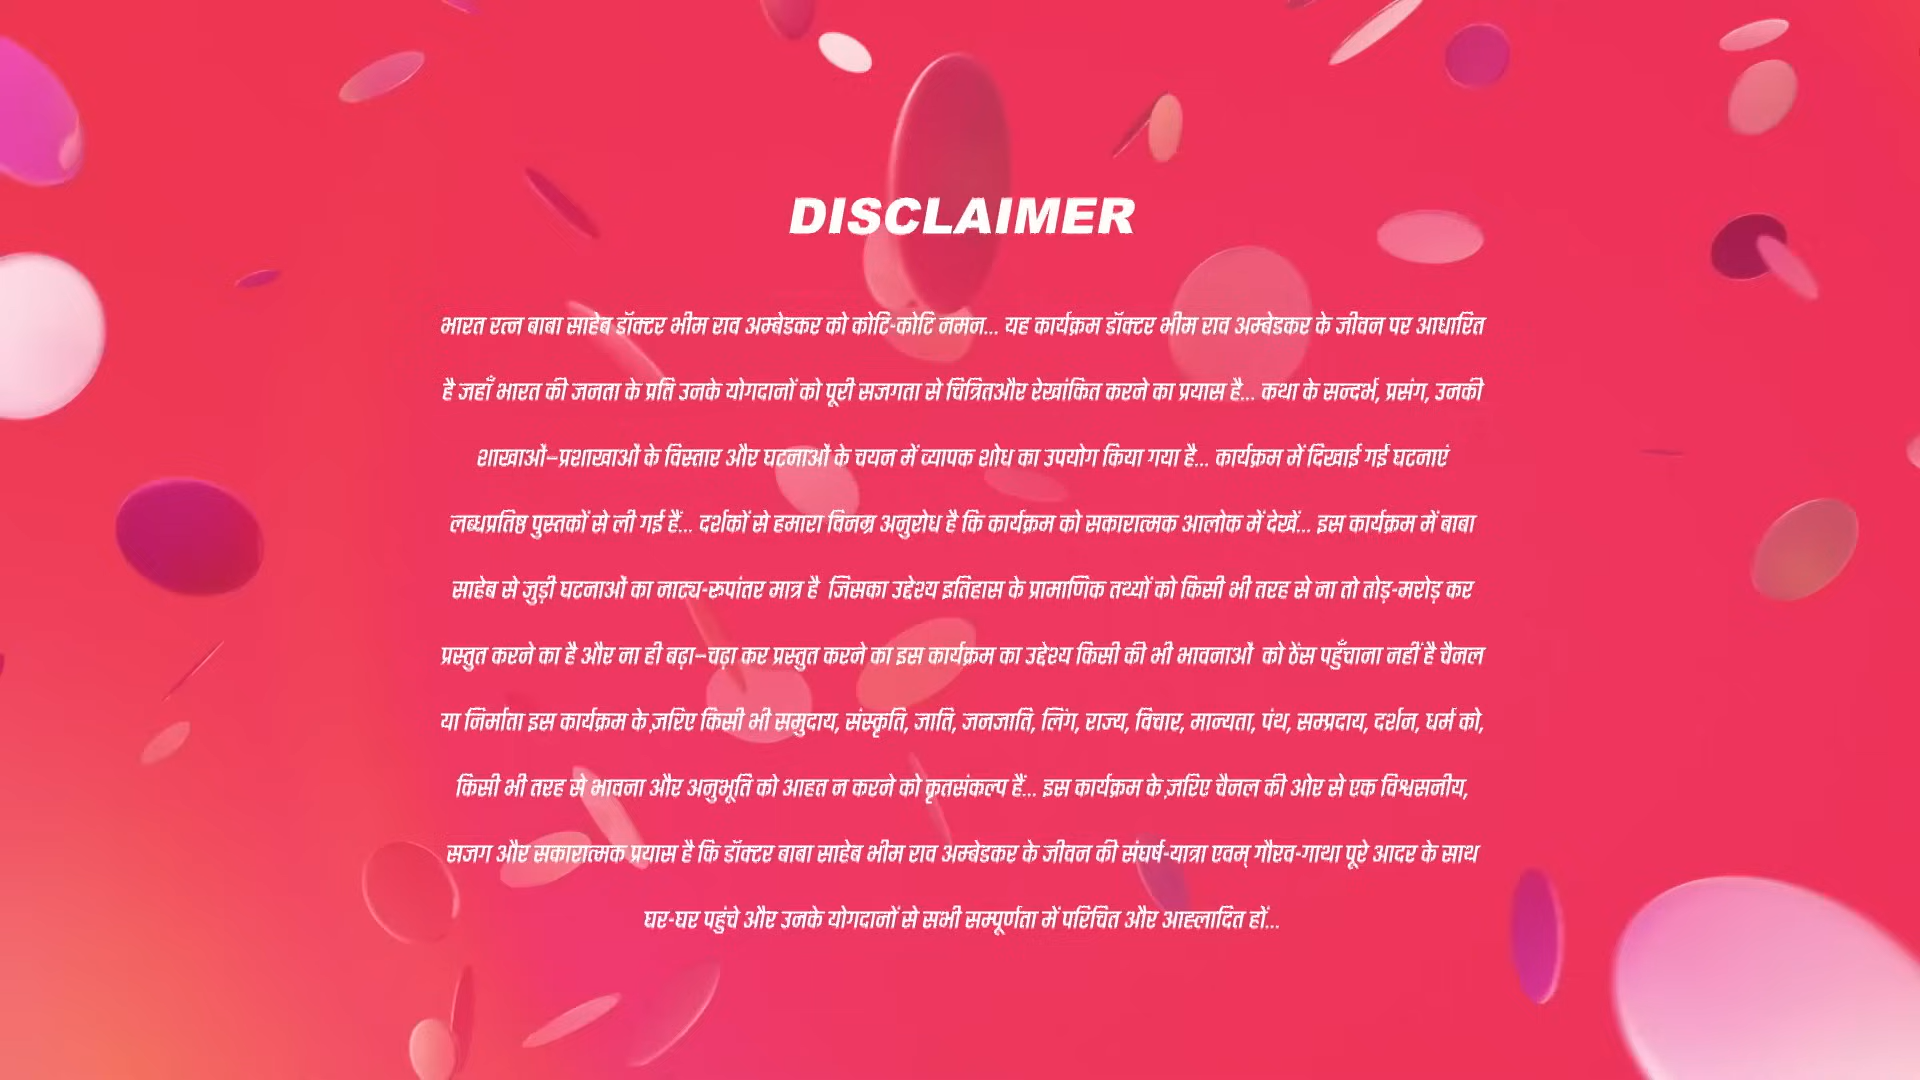 DISCLAIMER
भारत रत्न बाबा साहेब डॉक्टर भीम राव अम्बेडकर को कोटि-कोटि नमन... यह कार्यक्रम डॉक्टर भीम राव अम्बेडकर के जीवन पर आधारित
है जहाँ भारत की जनता के प्रति उनके योगदानों को पूरी सजगता से चित्रितऔर रेखांकित करने का प्रयास है... कथा के सन्दर्भ, प्रसंग, उनकी
शाखाओं–प्रशाखाओं के विस्तार और घटनाओं के चयन में व्यापक शोध का उपयोग किया गया है... कार्यक्रम में दिखाई गई घटनाएं
लब्धप्रतिष्ठ पुस्तकों से ली गई हैं... दर्शकों से हमारा विनम्र अनुरोध है कि कार्यक्रम को सकारात्मक आलोक में देखें... इस कार्यक्रम में बाबा
साहेब से जुड़ी घटनाओं का नाट्य-रुपांतर मात्र है जिसका उद्देश्य इतिहास के प्रामाणिक तथ्यों को किसी भी तरह से ना तो तोड़-मरोड़ कर
प्रस्तुत करने का है और ना ही बढ़ा–चढ़ा कर प्रस्तुत करने का इस कार्यक्रम का उद्देश्य किसी की भी भावनाओं को ठेंस पहुँचाना नहीं है चैनल
या निर्माता इस कार्यक्रम के ज़रिए किसी भी समुदाय, संस्कृति, जाति, जनजाति, लिंग, राज्य, विचार, मान्यता, पंथ, सम्प्रदाय, दर्शन, धर्म को,
किसी भी तरह से भावना और अनुभूति को आहत न करने को कृतसंकल्प हैं... इस कार्यक्रम के ज़रिए चैनल की ओर से एक विश्वसनीय,
सजग और सकारात्मक प्रयास है कि डॉक्टर बाबा साहेब भीम राव अम्बेडकर के जीवन की संघर्ष-यात्रा एवम् गौरव-गाथा पूरे आदर के साथ
घर-घर पहुंचे और उनके योगदानों से सभी सम्पूर्णता में परिचित और आह्लादित हों...